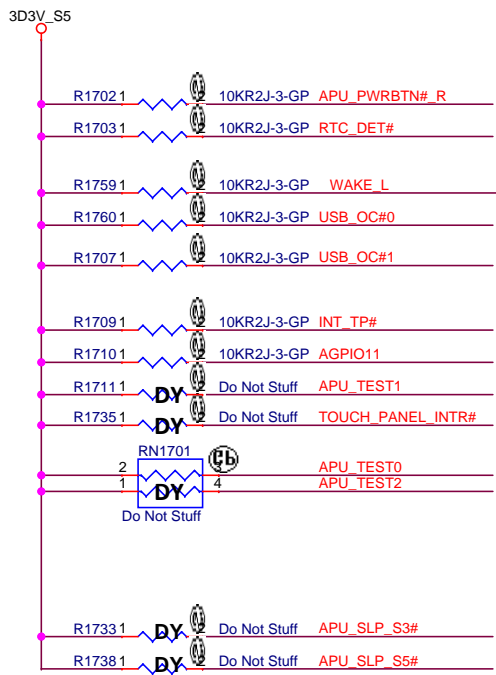 3D3V_S5
R1702 1 2 10KR2J-3-GP APU_PWRBTN#_R
R1703 1 2 10KR2J-3-GP RTC_DET#
R1759 1 2 10KR2J-3-GP WAKE_L
R1760 1 2 10KR2J-3-GP USB_OC#0
R1707 1 2 10KR2J-3-GP USB_OC#1
R1709 1 2 10KR2J-3-GP INT_TP#
R1710 1 2 10KR2J-3-GP AGPIO11
R1711 1 DY 2 Do Not Stuff APU_TEST1
R1735 1 DY 2 Do Not Stuff TOUCH_PANEL_INTR#
RN1701
2 3 APU_TEST0
1 DY 4 APU_TEST2
Do Not Stuff
R1733 1 DY 2 Do Not Stuff APU_SLP_S3#
R1738 1 DY 2 Do Not Stuff APU_SLP_S5#